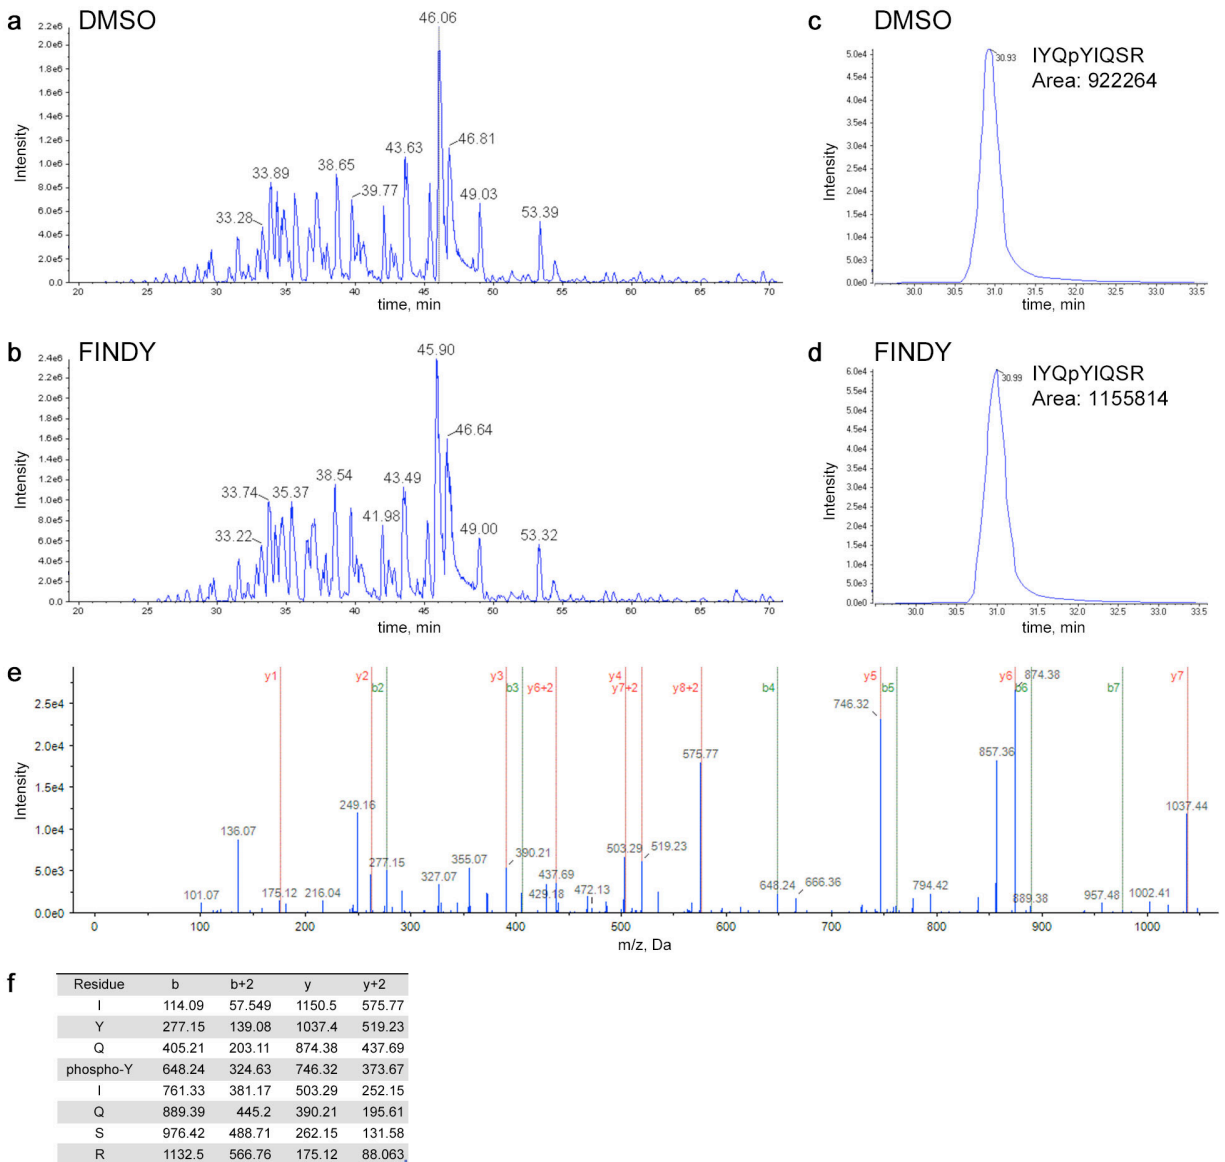 a DMSO
46.06
2.2e6
2.0e6
1.8e6
1.6e6
1.4e6
1.2e6
1.0e6
8.0e5
6.0e5
4.0e5
2.0e5
0.0
Intensity
33.28
33.89
38.65
39.77
43.63
46.81
49.03
53.39
20 25 30 35 40 45 50 55 60 65 70
time, min
c DMSO
IYQpYIQSR
Area: 922264
30.93
5.0e4
4.5e4
4.0e4
3.5e4
3.0e4
2.5e4
2.0e4
1.5e4
1.0e4
5.0e3
0.0e0
Intensity
30.0 30.5 31.0 31.5 32.0 32.5 33.0 33.5
time, min
b FINDY
45.90
2.4e6
2.2e6
2.0e6
1.8e6
1.6e6
1.4e6
1.2e6
1.0e6
8.0e5
6.0e5
4.0e5
2.0e5
0.0
Intensity
33.22
33.74
35.37
38.54
41.98
43.49
46.64
49.00
53.32
20 25 30 35 40 45 50 55 60 65 70
time, min
d FINDY
IYQpYIQSR
Area: 1155814
30.99
6.0e4
5.5e4
5.0e4
4.5e4
4.0e4
3.5e4
3.0e4
2.5e4
2.0e4
1.5e4
1.0e4
5.0e3
0.0e0
Intensity
30.0 30.5 31.0 31.5 32.0 32.5 33.0 33.5
time, min
e
y1 y2 b2 y3 b3 y6+2 y4 y7+2 y8+2 b4 y5 b5 y6 b6 b7 y7
2.5e4
2.0e4
1.5e4
1.0e4
5.0e3
0.0e0
Intensity
101.07
136.07
175.12
216.04
249.16
277.15
327.07
355.07
390.21
429.18
437.69
472.13
503.29
519.23
575.77
648.24
666.36
746.32
794.42
857.36
874.38
889.38
957.48
1002.41
1037.44
0 100 200 300 400 500 600 700 800 900 1000
m/z, Da
f
Residue b b+2 y y+2
I 114.09 57.549 1150.5 575.77
Y 277.15 139.08 1037.4 519.23
Q 405.21 203.11 874.38 437.69
phospho-Y 648.24 324.63 746.32 373.67
I 761.33 381.17 503.29 252.15
Q 889.39 445.2 390.21 195.61
S 976.42 488.71 262.15 131.58
R 1132.5 566.76 175.12 88.063